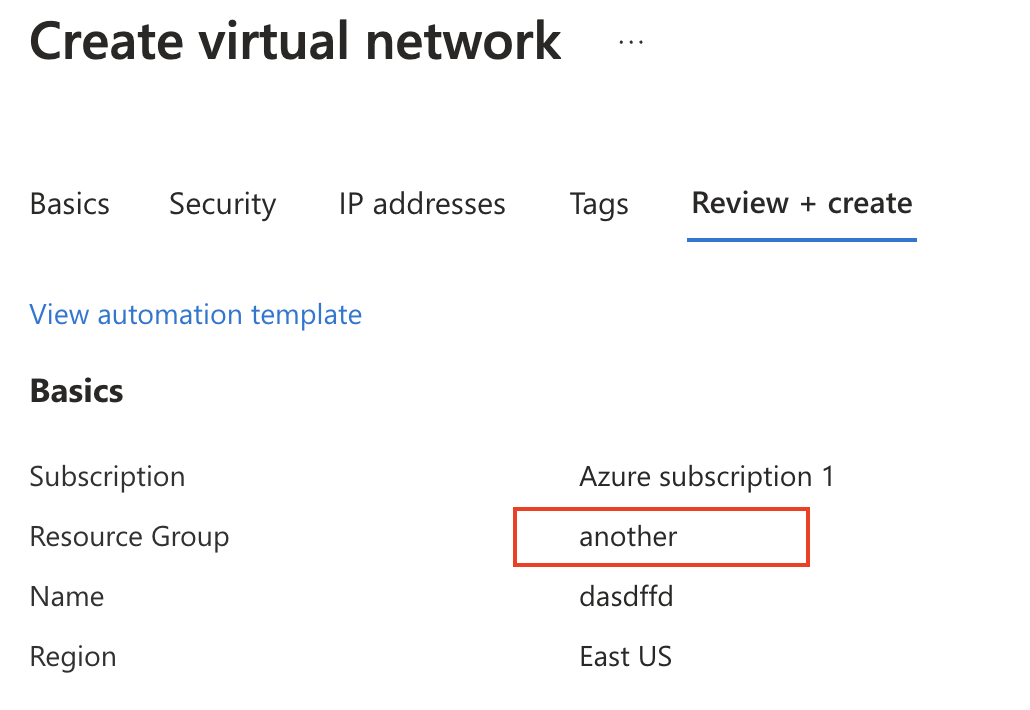 Create virtual network ...
Basics Security IP addresses Tags Review + create
View automation template
Basics
Subscription Azure subscription 1
Resource Group another
Name dasdffd
Region East US